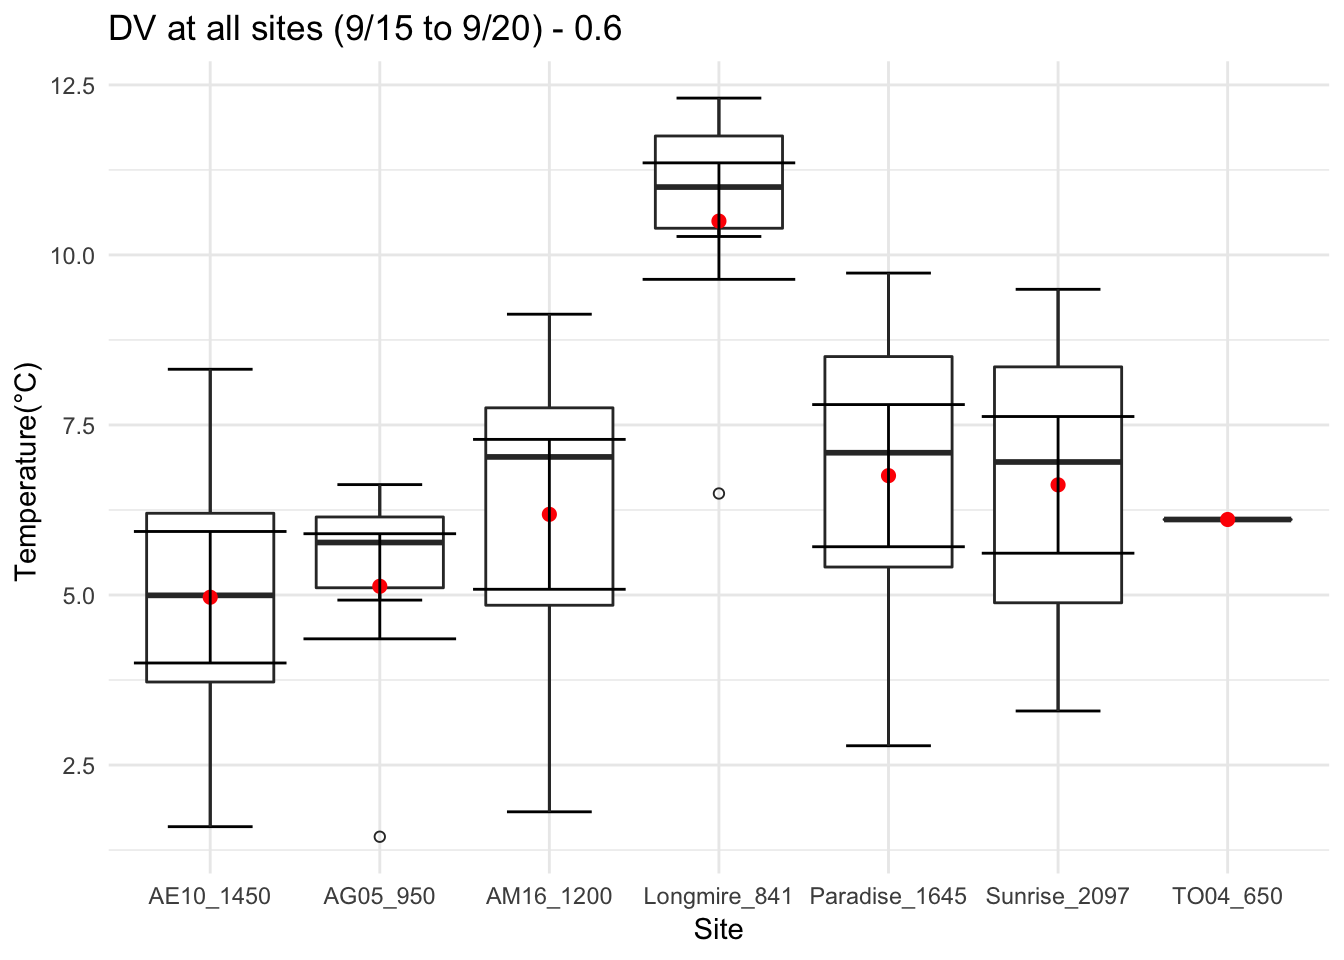 DV at all sites (9/15 to 9/20) - 0.6
Temperature(°C)
12.5
10.0
7.5
5.0
2.5
AE10_1450 AG05_950 AM16_1200 Longmire_841 Paradise_1645 Sunrise_2097 TO04_650
Site